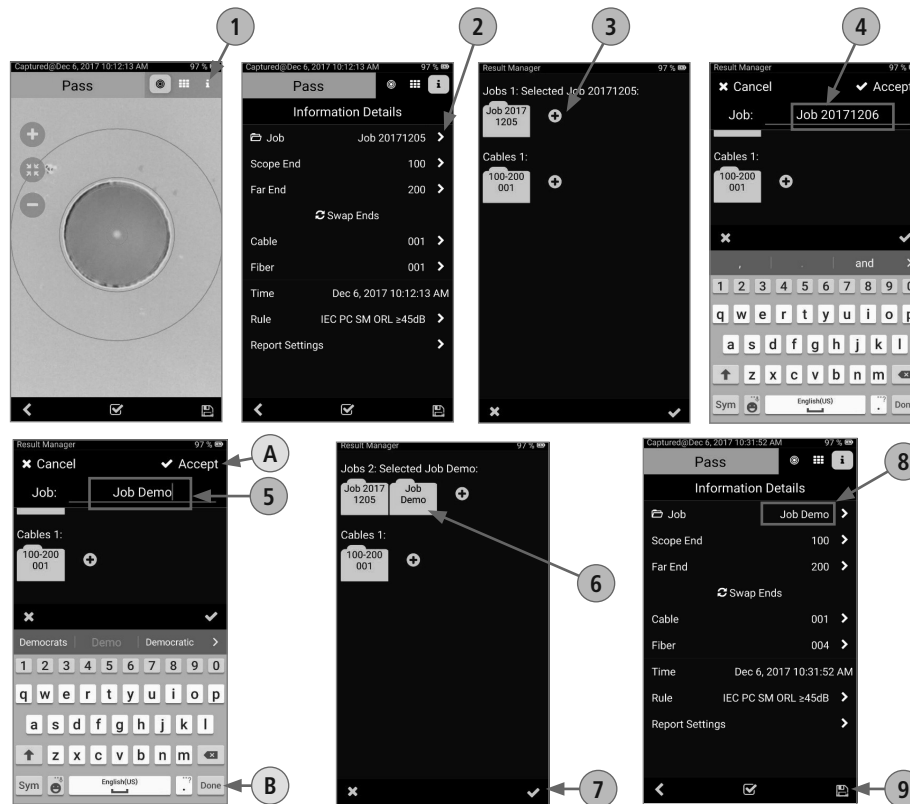 1
2
3
4
Captured@Dec 6, 2017 10:12:13 AM 97 %
Pass
Captured@Dec 6, 2017 10:12:13 AM 97 %
Pass i
Information Details
Job Job 20171205
Scope End 100
Far End 200
Swap Ends
Cable 001
Fiber 001
Time Dec 6, 2017 10:12:13 AM
Rule IEC PC SM ORL ≥45dB
Report Settings
Result Manager 97 %
Jobs 1: Selected Job 20171205:
Job 2017
1205
Cables 1:
100-200
001
Result Manager 97 %
Cancel Accept
Job: Job 20171206
Cables 1:
100-200
001
, . and
1 2 3 4 5 6 7 8 9 0
q w e r t y u i o p
a s d f g h j k l
z x c v b n m
Sym English(US) . Done
Result Manager 97 %
Cancel Accept
A
Job: Job Demo
5
Cables 1:
100-200
001
Democrats Demo Democratic
1 2 3 4 5 6 7 8 9 0
q w e r t y u i o p
a s d f g h j k l
z x c v b n m
Sym English(US) . Done
B
Result Manager 97 %
Jobs 2: Selected Job Demo:
Job 2017
1205
Job
Demo
Cables 1:
100-200
001
6
7
Captured@Dec 6, 2017 10:31:52 AM 97 %
Pass i
8
Information Details
Job Job Demo
Scope End 100
Far End 200
Swap Ends
Cable 001
Fiber 004
Time Dec 6, 2017 10:31:52 AM
Rule IEC PC SM ORL ≥45dB
Report Settings
9